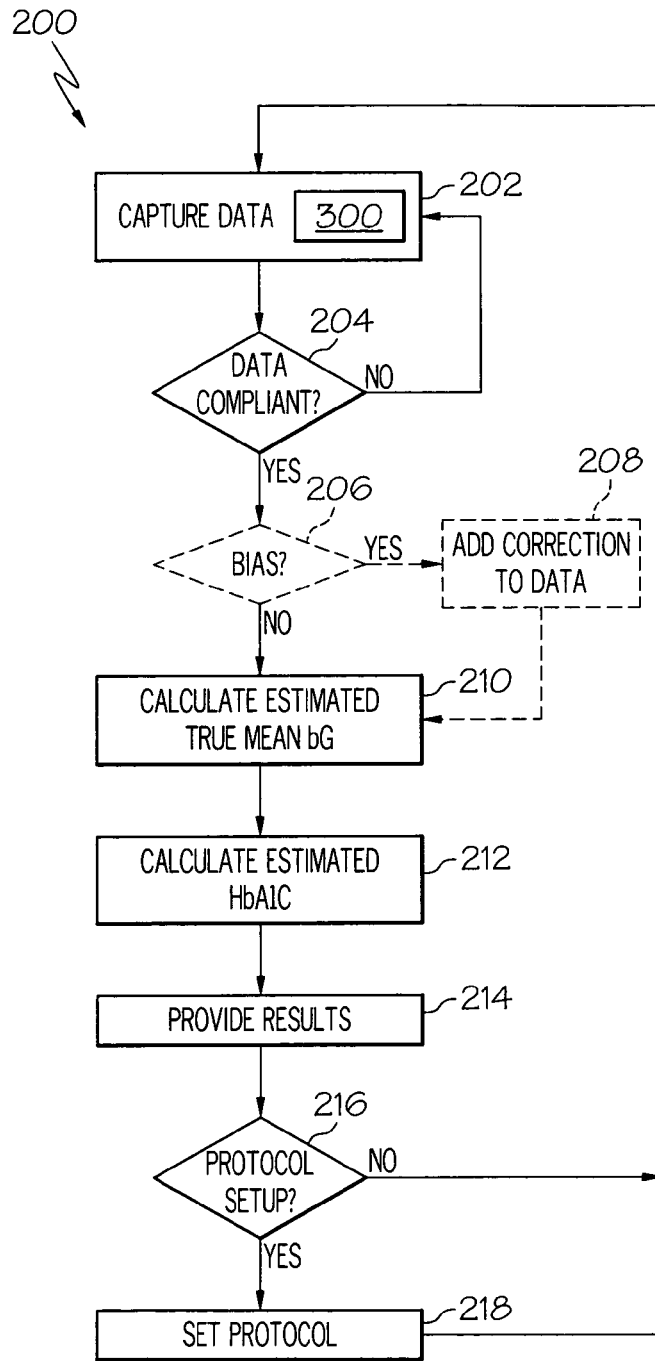 200
CAPTURE DATA 300
202
204
DATA
COMPLIANT?
NO
YES
206
BIAS?
YES
208
ADD CORRECTION
TO DATA
NO
210
CALCULATE ESTIMATED
TRUE MEAN bG
CALCULATE ESTIMATED
HbA1C
212
PROVIDE RESULTS
214
216
PROTOCOL
SETUP?
NO
YES
SET PROTOCOL
218